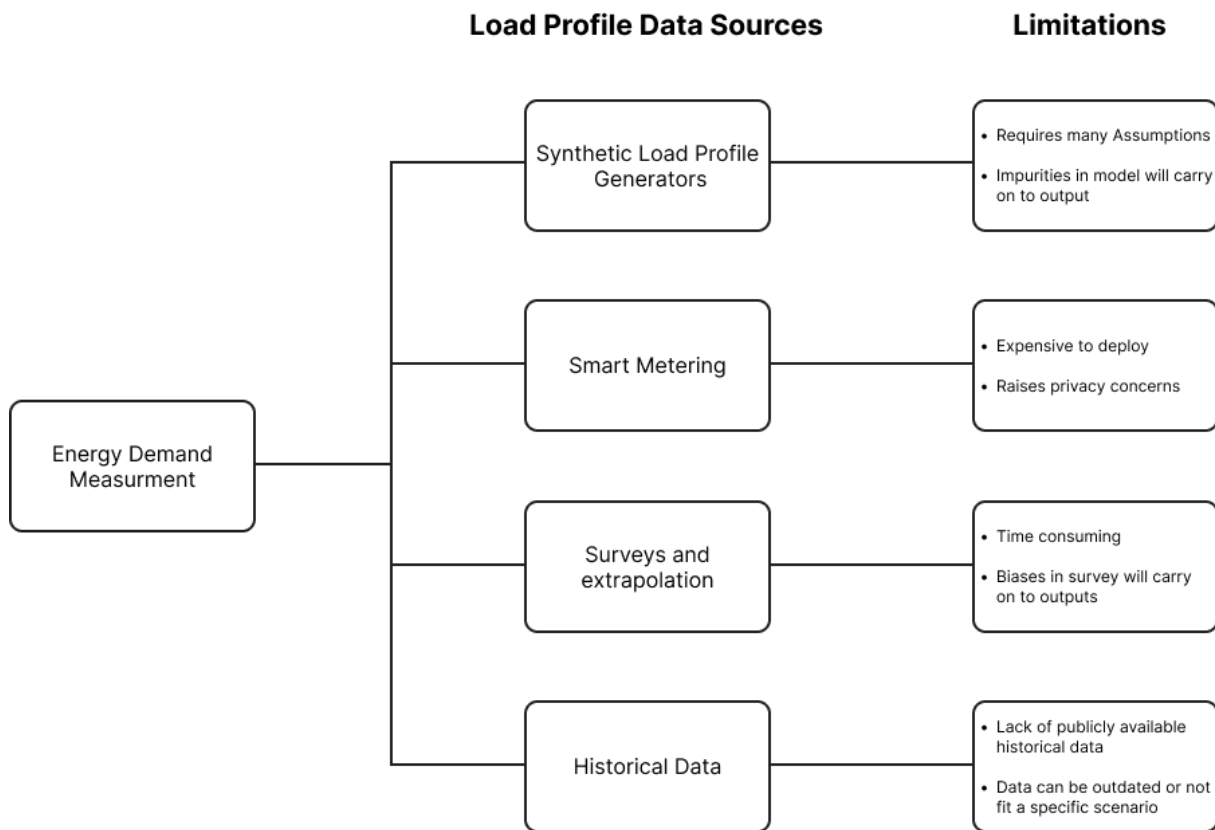 Load Profile Data Sources
Limitations
Synthetic Load Profile
Generators
• Requires many Assumptions
• Impurities in model will carry
on to output
Smart Metering
• Expensive to deploy
• Raises privacy concerns
Energy Demand
Measurment
Surveys and
extrapolation
• Time consuming
• Biases in survey will carry
on to outputs
Historical Data
• Lack of publicly available
historical data
• Data can be outdated or not
fit a specific scenario